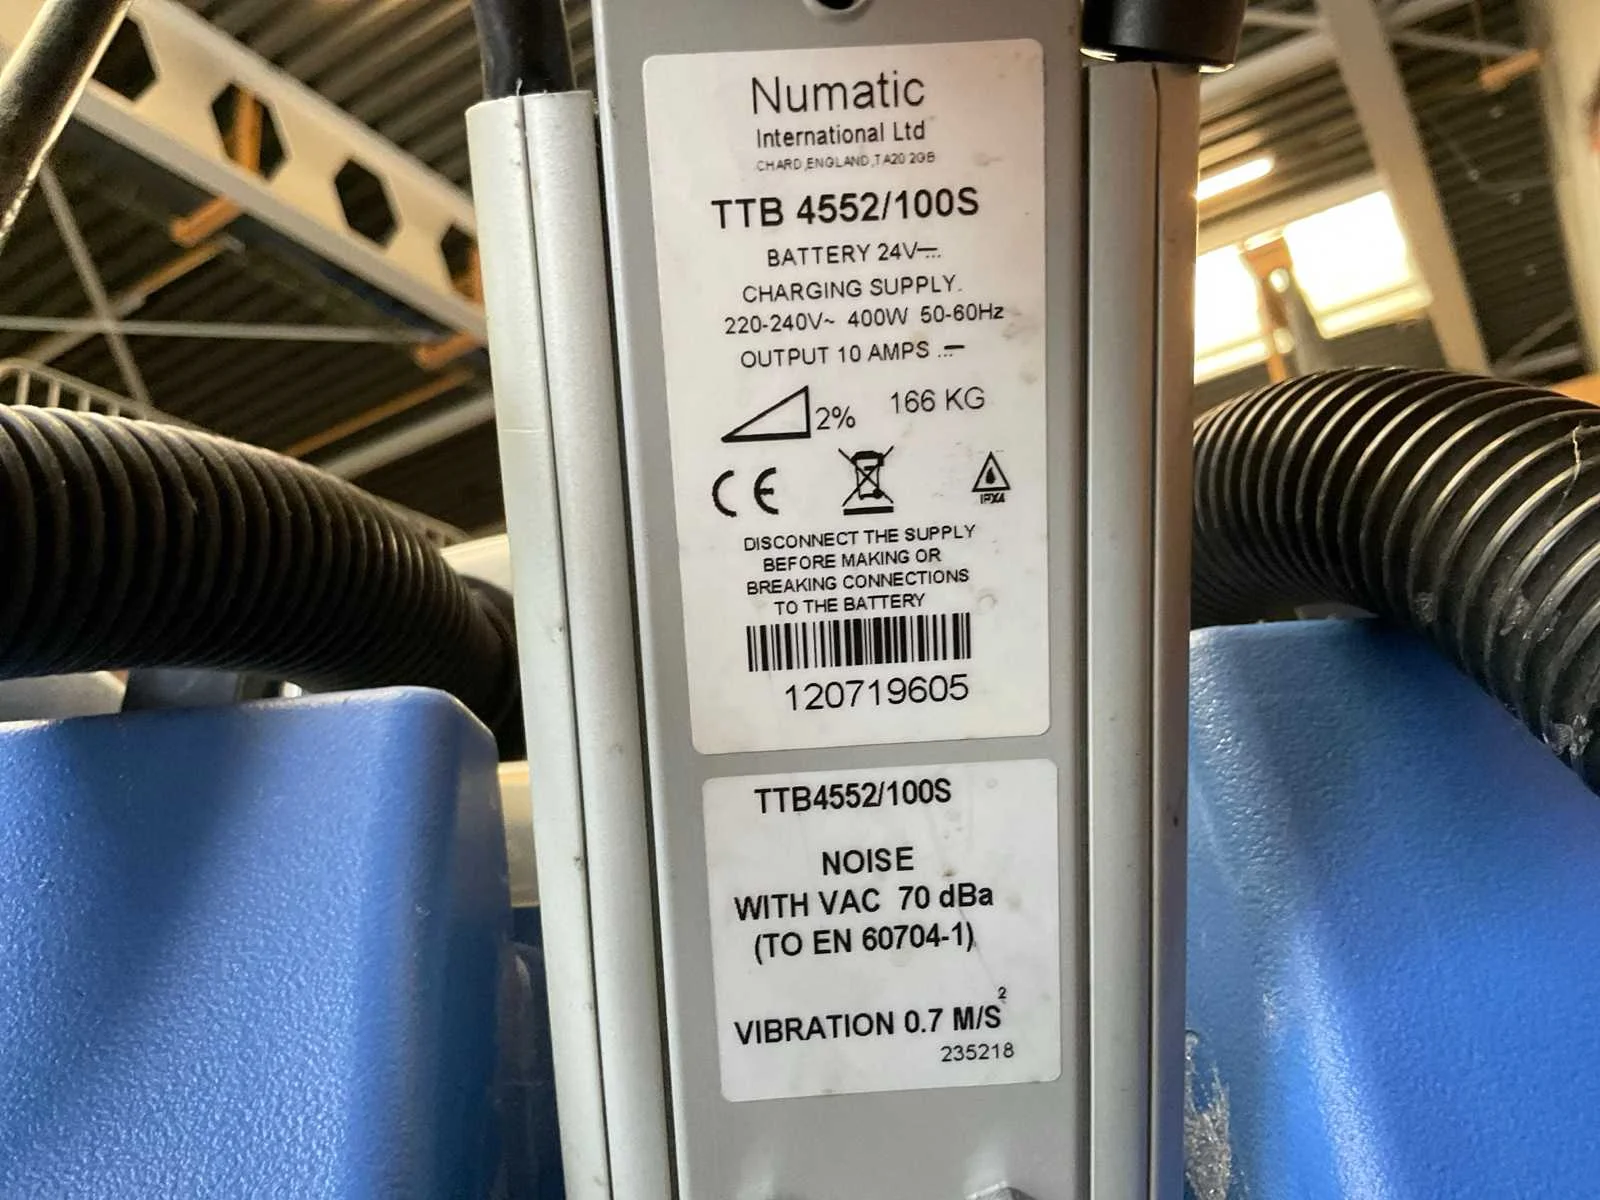 Numatic
International Ltd
CHARD,ENGLAND,TA20 2GB
TTB 4552/100S
BATTERY 24V
CHARGING SUPPLY.
220-240V~ 400W 50-60Hz
OUTPUT 10 AMPS
2% 166 KG
CE
IPX4
DISCONNECT THE SUPPLY
BEFORE MAKING OR
BREAKING CONNECTIONS
TO THE BATTERY
120719605
TTB4552/100S
NOISE
WITH VAC 70 dBa
(TO EN 60704-1)
VIBRATION 0.7 M/S²
235218